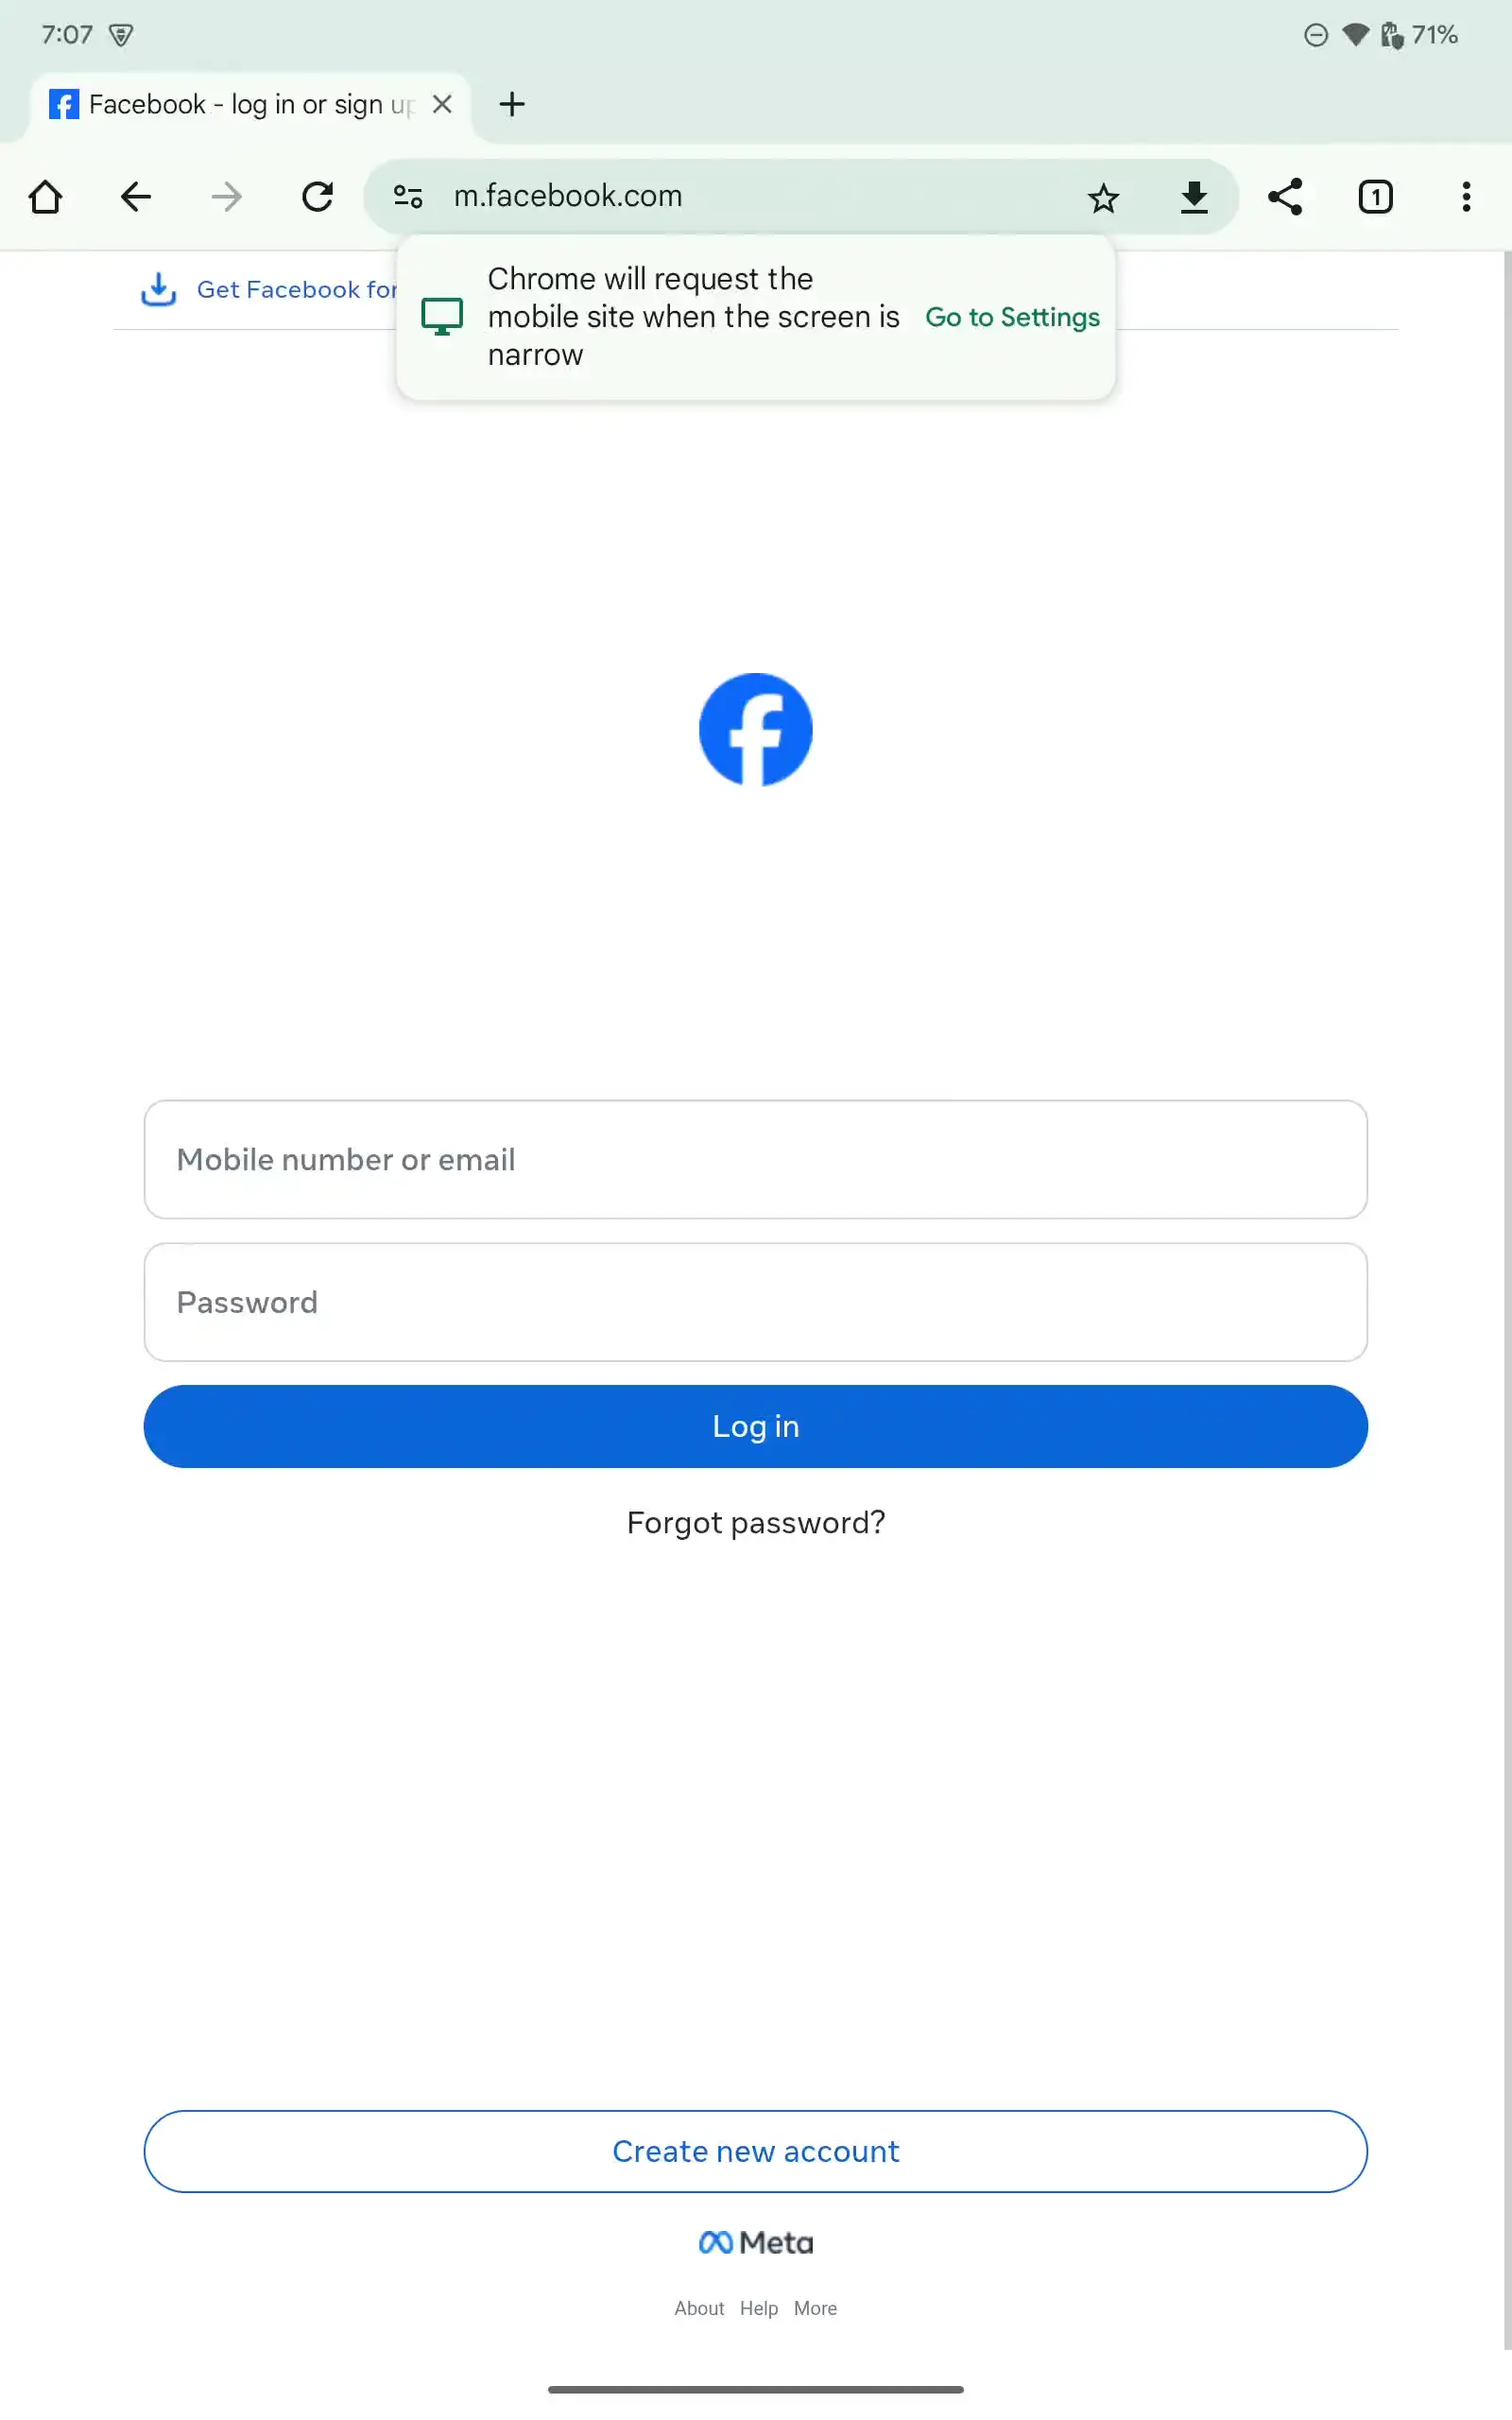 7:07
71%
Facebook - log in or sign up
m.facebook.com
1
Get Facebook for
Chrome will request the
mobile site when the screen is
narrow
Go to Settings
Mobile number or email
Password
Log in
Forgot password?
Create new account
Meta
About Help More